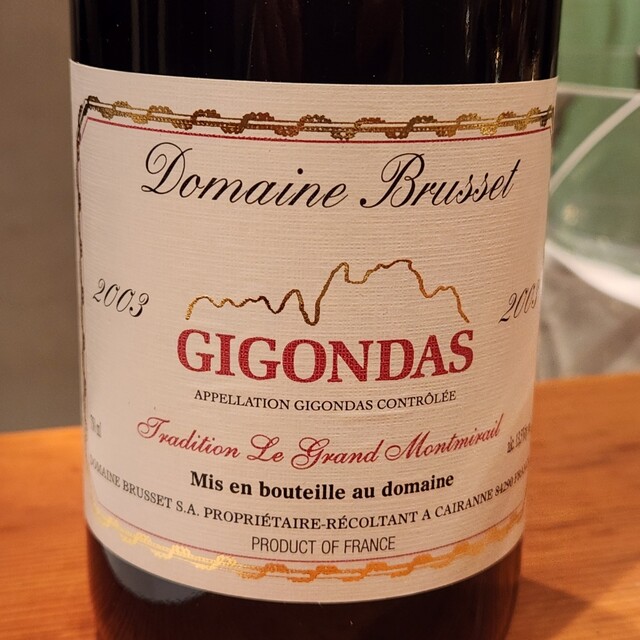 Domaine Brusset
2003 2003
GIGONDAS
APPELLATION GIGONDAS CONTRÔLÉE
Tradition Le Grand Montmirail
Mis en bouteille au domaine
DOMAINE BRUSSET S.A. PROPRIÉTAIRE-RÉCOLTANT A CAIRANNE 84290
PRODUCT OF FRANCE